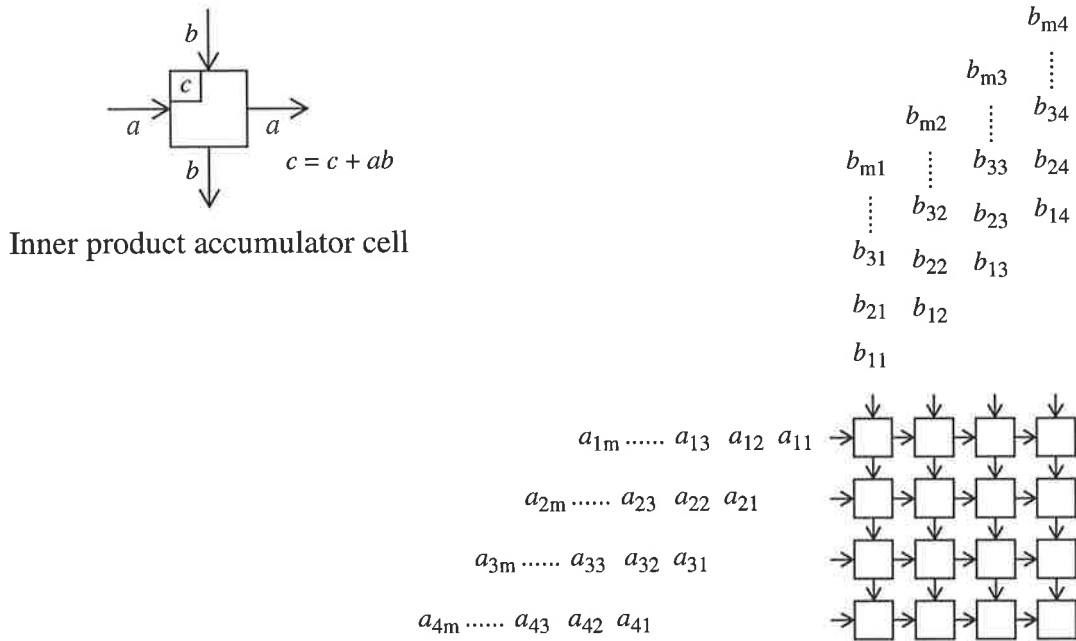 b
c
a
a
b
c = c + ab
Inner product accumulator cell
b_m4
b_m3
b_34
b_m2
b_m1 b_33 b_24
b_32 b_23 b_14
b_31 b_22 b_13
b_21 b_12
b_11
a_1m ...... a_13 a_12 a_11
a_2m ...... a_23 a_22 a_21
a_3m ...... a_33 a_32 a_31
a_4m ...... a_43 a_42 a_41